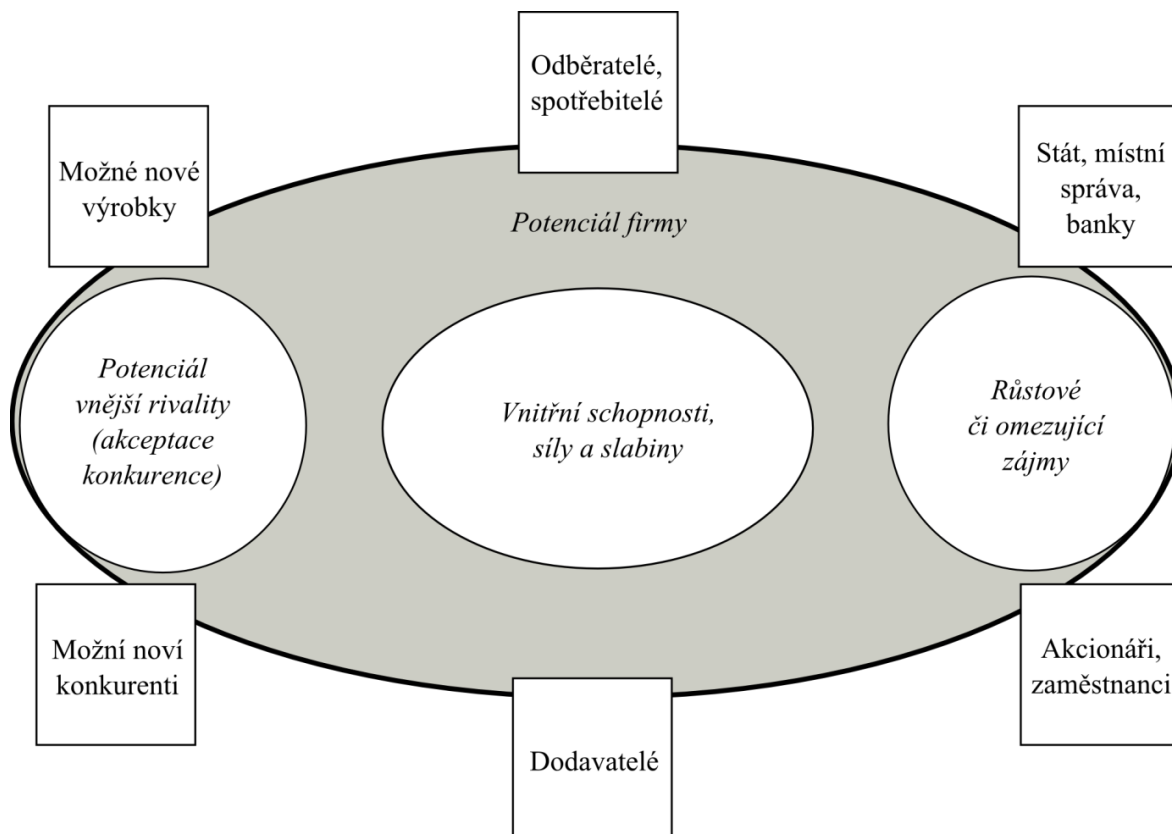 Odběratelé,
spotřebitelé
Možné nové
výrobky
Stát, místní
správa,
banky
Potenciál firmy
Potenciál
vnější rivality
(akceptace
konkurence)
Vnitřní schopnosti,
síly a slabiny
Růstové
či omezující
zájmy
Možní noví
konkurenti
Akcionáři,
zaměstnanci
Dodavatelé